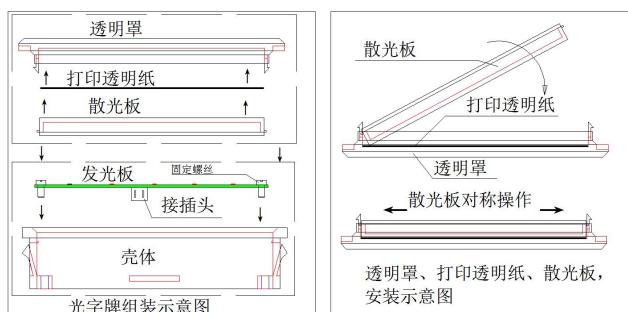 透明罩
打印透明纸
散光板
发光板
固定螺丝
接插头
壳体
光字牌组装示意图
散光板
打印透明纸
透明罩
散光板对称操作
透明罩、打印透明纸、散光板，
安装示意图